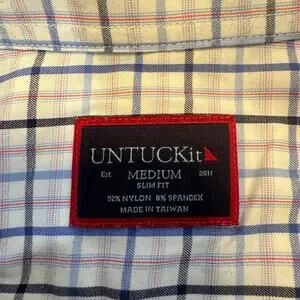 UNTUCKit
Est. MEDIUM 2011
SLIM FIT
92% NYLON 8% SPANDEX
MADE IN TAIWAN